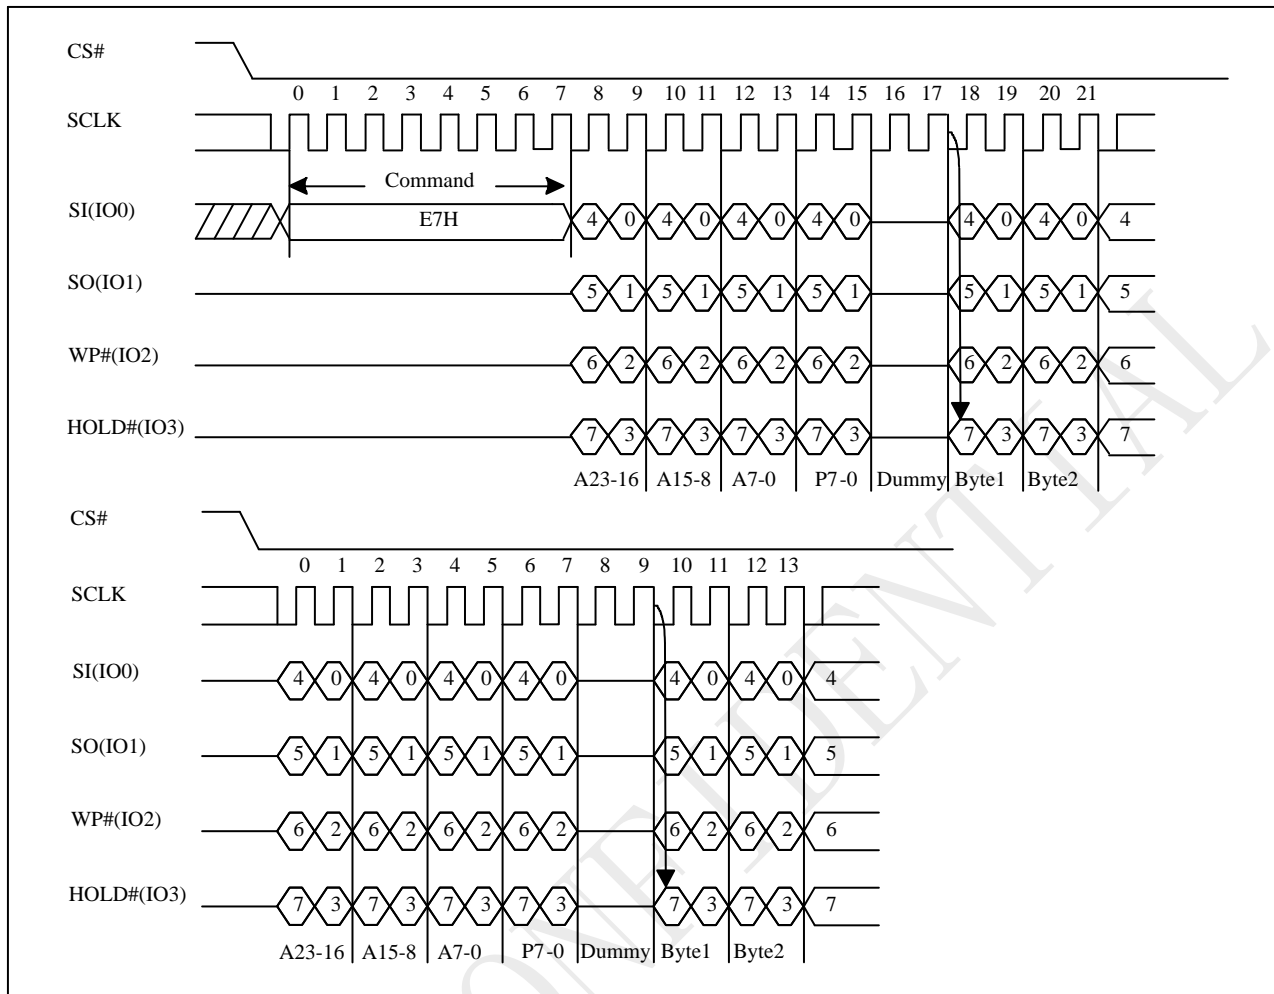 CS#
0 1 2 3 4 5 6 7 8 9 10 11 12 13 14 15 16 17 18 19 20 21
SCLK
Command
SI(IO0) E7H 4 0 4 0 4 0 4 0 4 0 4 0 4
SO(IO1) 5 1 5 1 5 1 5 1 5 1 5 1 5
WP#(IO2) 6 2 6 2 6 2 6 2 6 2 6 2 6
HOLD#(IO3) 7 3 7 3 7 3 7 3 7 3 7 3 7
A23-16 A15-8 A7-0 P7-0 Dummy Byte1 Byte2
CS#
0 1 2 3 4 5 6 7 8 9 10 11 12 13
SCLK
SI(IO0) 4 0 4 0 4 0 4 0 4 0 4 0 4
SO(IO1) 5 1 5 1 5 1 5 1 5 1 5 1 5
WP#(IO2) 6 2 6 2 6 2 6 2 6 2 6 2 6
HOLD#(IO3) 7 3 7 3 7 3 7 3 7 3 7 3 7
A23-16 A15-8 A7-0 P7-0 Dummy Byte1 Byte2
ONFIDENTIAL